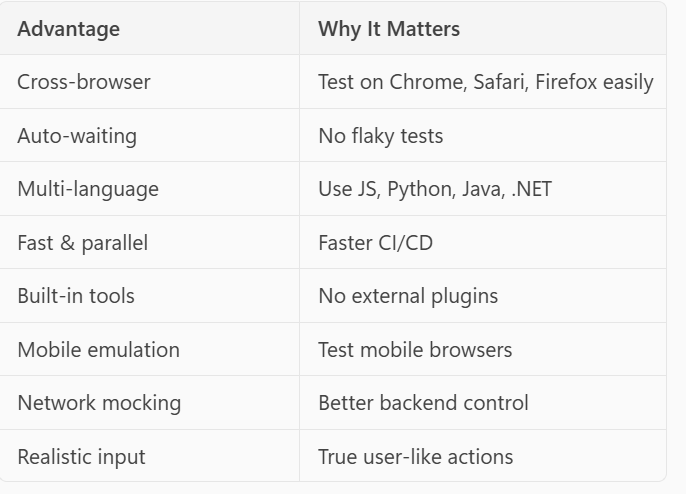 Advantage Why It Matters
Cross-browser Test on Chrome, Safari, Firefox easily
Auto-waiting No flaky tests
Multi-language Use JS, Python, Java, .NET
Fast & parallel Faster CI/CD
Built-in tools No external plugins
Mobile emulation Test mobile browsers
Network mocking Better backend control
Realistic input True user-like actions